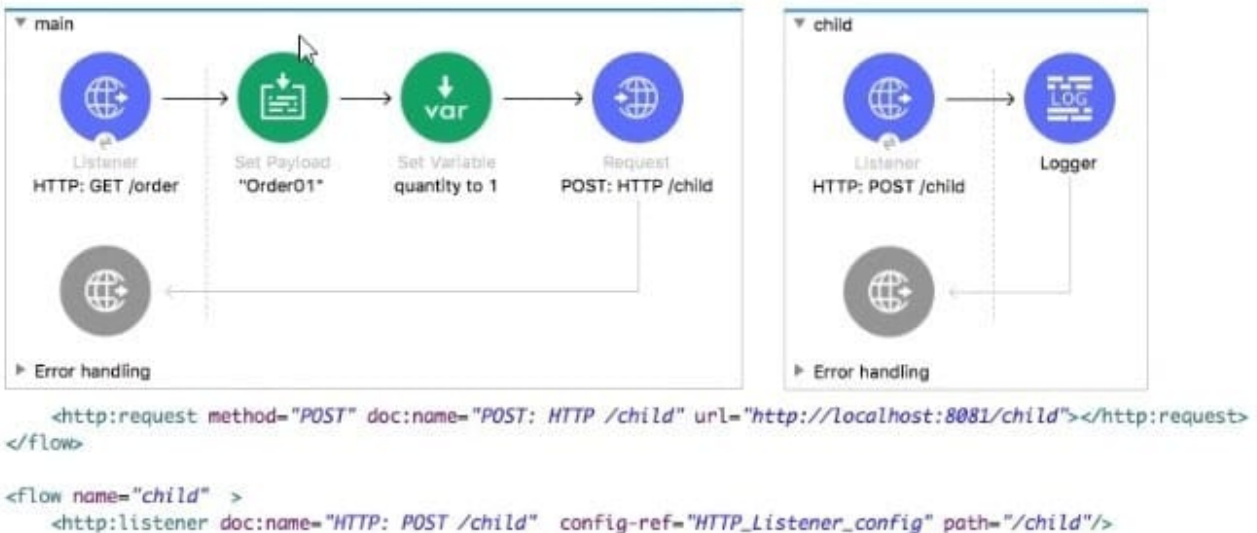 main
Listener
HTTP: GET /order
Set Payload
"Order01"
var
Set Variable
quantity to 1
Request
POST: HTTP /child
Error handling
child
Listener
HTTP: POST /child
LOG
Logger
Error handling
<http:request method="POST" doc:name="POST: HTTP /child" url="http://localhost:8081/child"></http:request>
</flow>
<flow name="child" >
<http:listener doc:name="HTTP: POST /child" config-ref="HTTP_Listener_config" path="/child"/>